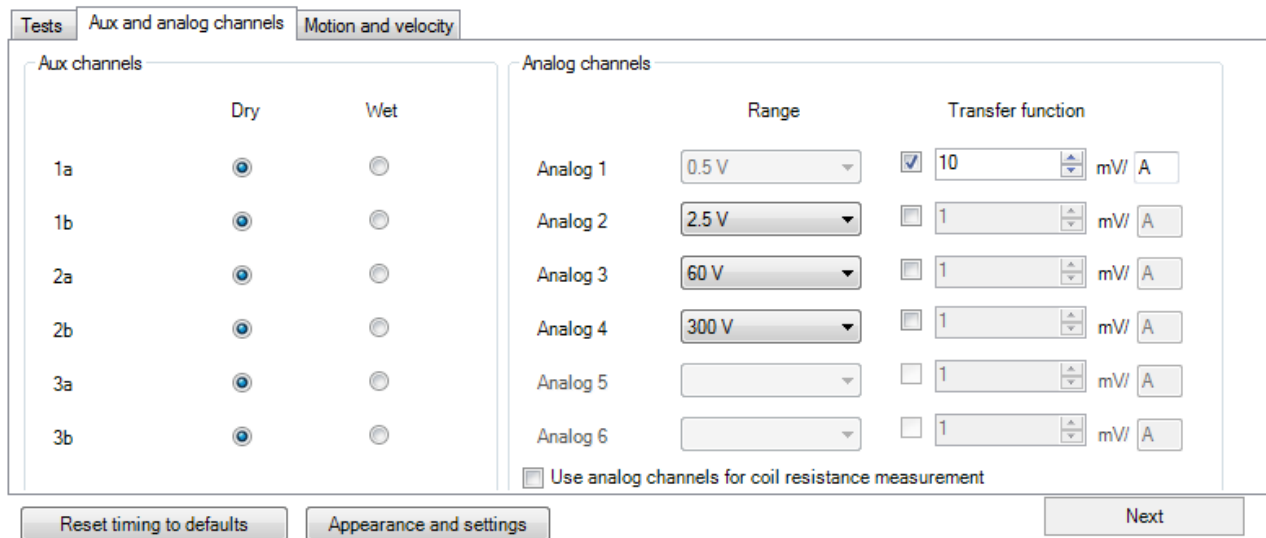 Tests Aux and analog channels Motion and velocity
Aux channels Analog channels
Dry Wet Range Transfer function
1a Analog 1 0.5 V 10 mV/ A
1b Analog 2 2.5 V 1 mV/ A
2a Analog 3 60 V 1 mV/ A
2b Analog 4 300 V 1 mV/ A
3a Analog 5 1 mV/ A
3b Analog 6 1 mV/ A
Use analog channels for coil resistance measurement
Reset timing to defaults Appearance and settings Next